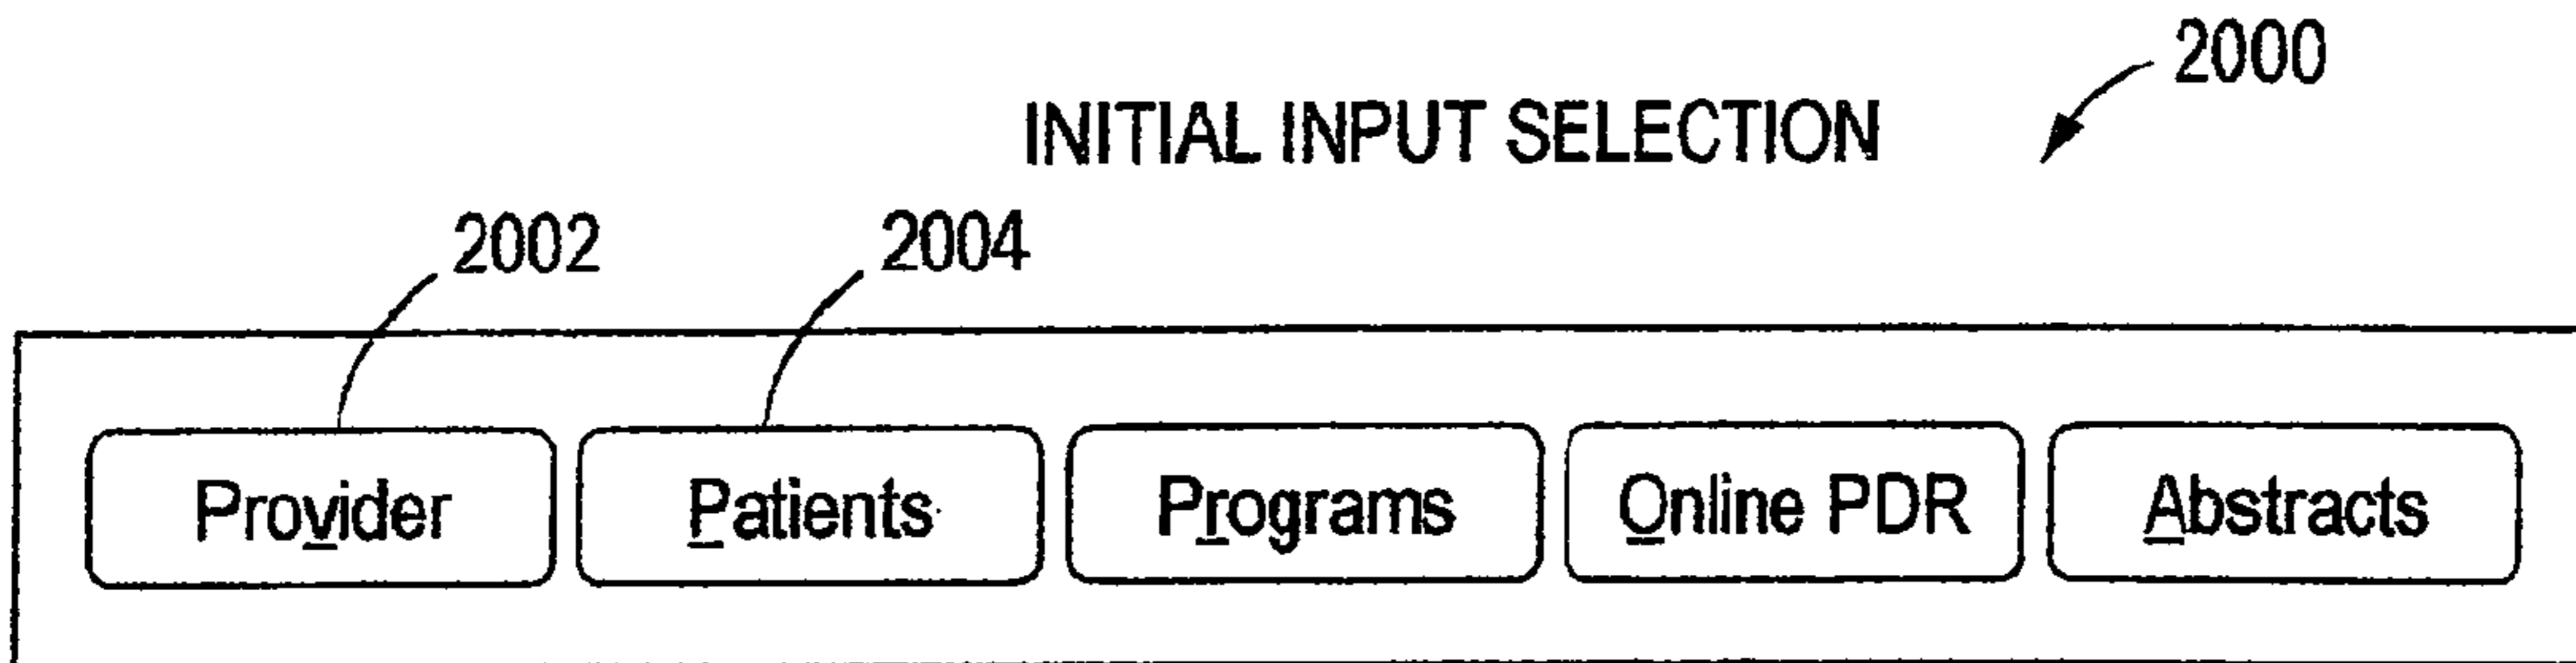 2000
INITIAL INPUT SELECTION
2002 2004
Provider Patients Programs Online PDR Abstracts